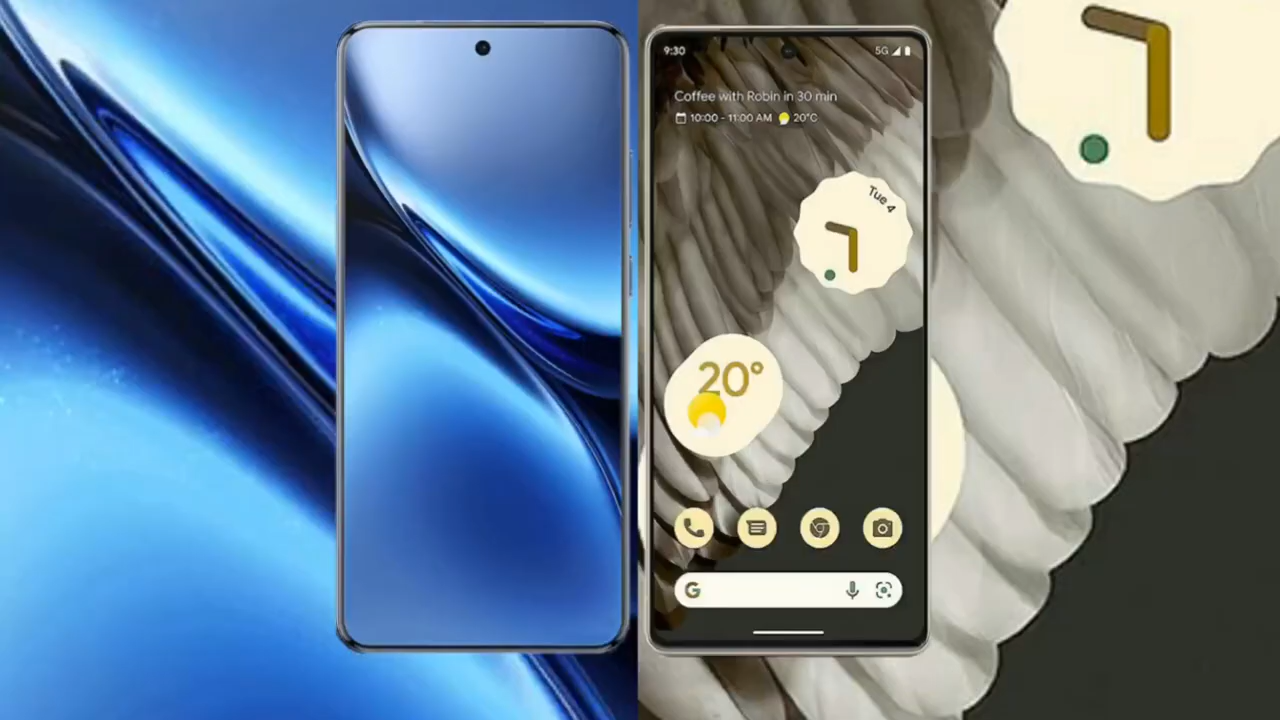 9:30
5G
Coffee with Robin in 30 min
10:00 - 11:00 AM 20°C
Tue 4
20°
G